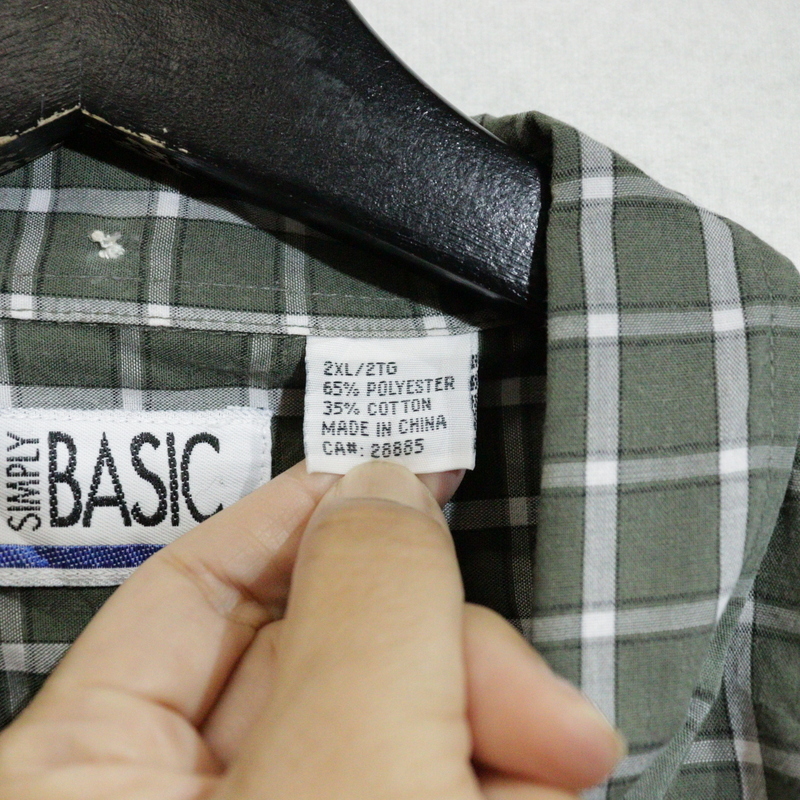 SIMPLY
BASIC
2XL/2TG
65% POLYESTER
35% COTTON
MADE IN CHINA
CA#: 28885